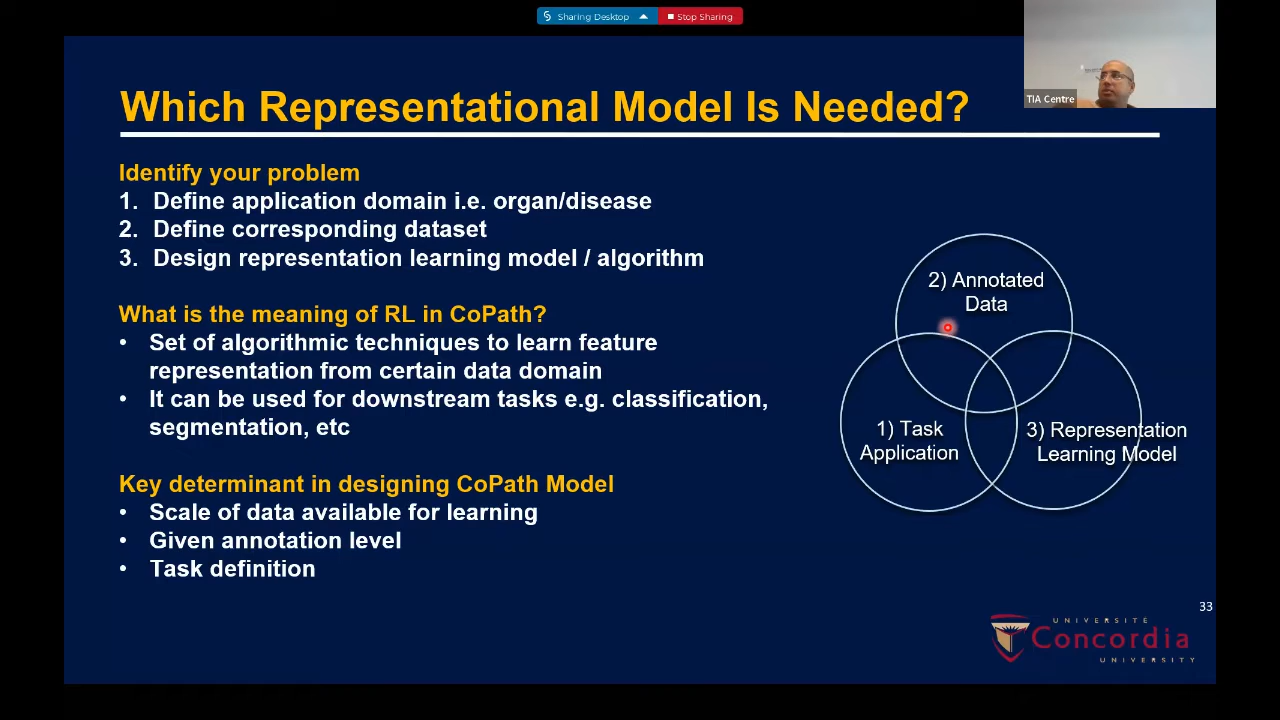 Sharing Desktop
Stop Sharing
TIA Centre
Which Representational Model Is Needed?
Identify your problem
1. Define application domain i.e. organ/disease
2. Define corresponding dataset
3. Design representation learning model / algorithm
What is the meaning of RL in CoPath?
• Set of algorithmic techniques to learn feature
representation from certain data domain
• It can be used for downstream tasks e.g. classification,
segmentation, etc
Key determinant in designing CoPath Model
• Scale of data available for learning
• Given annotation level
• Task definition
2) Annotated
Data
1) Task
Application
3) Representation
Learning Model
33
UNIVERSITÉ
Concordia
UNIVERSITY